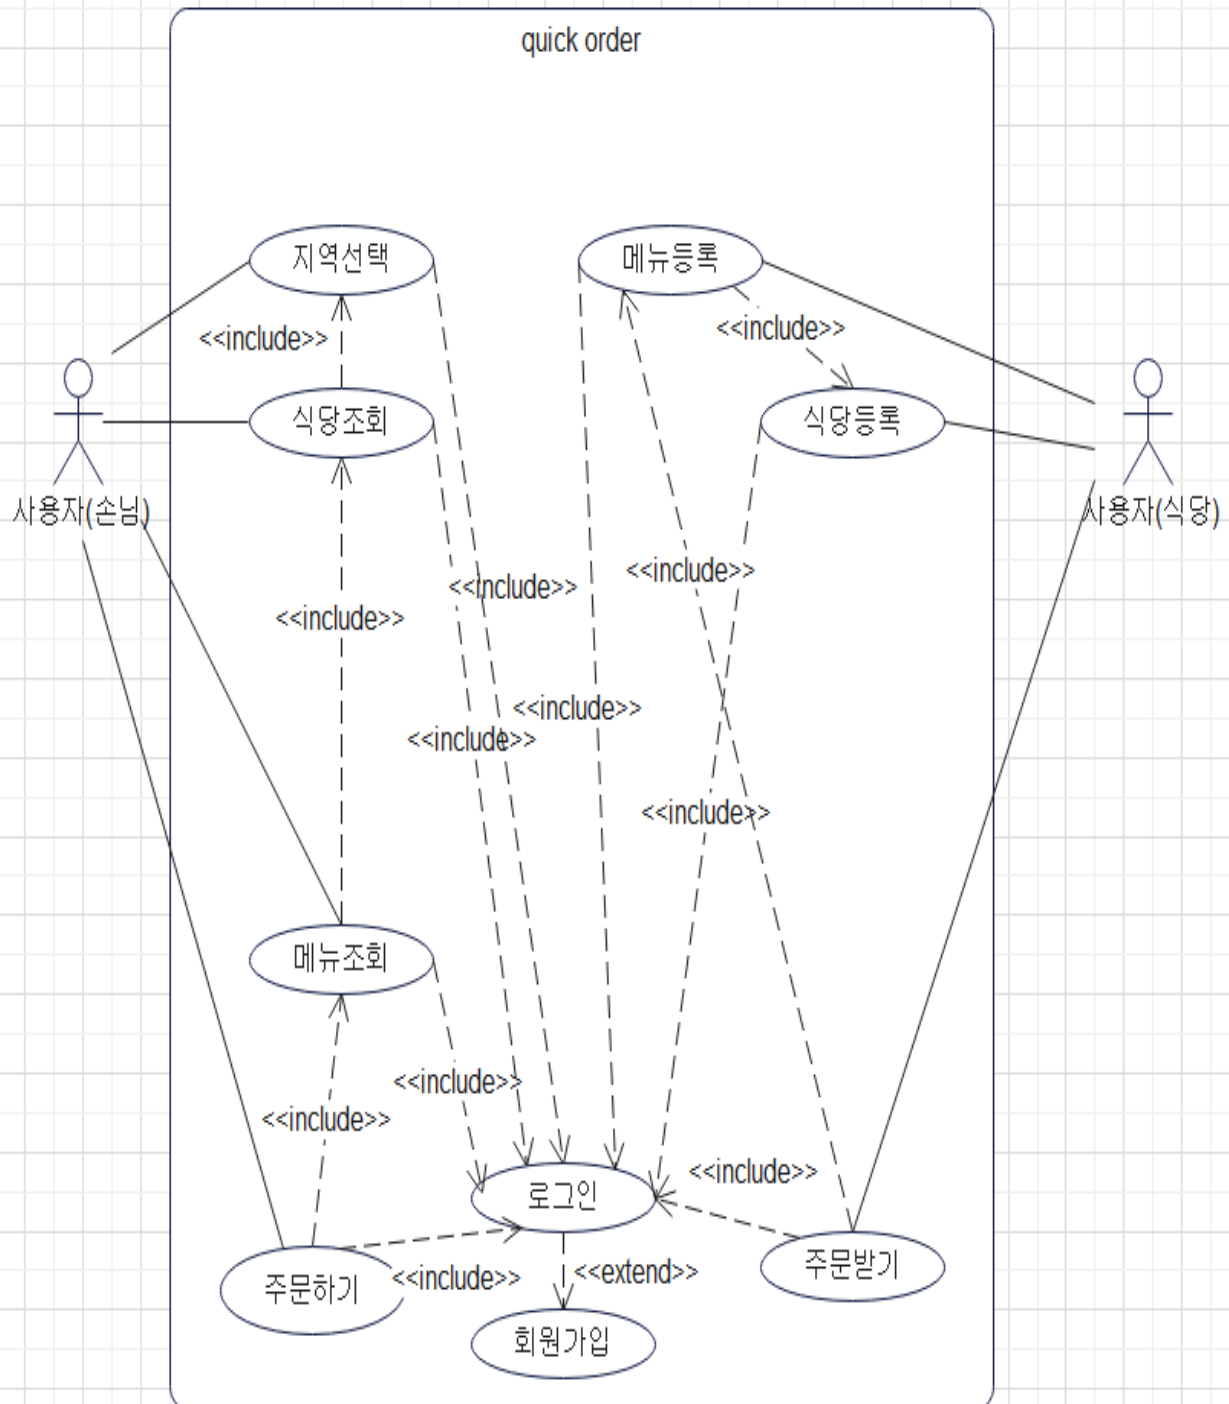 quick order
지역선택
메뉴등록
<<include>>
<<include>>
식당조회
식당등록
사용자(손님)
사용자(식당)
<<include>>
<<include>>
<<include>>
<<include>>
<<include>>
<<include>>
메뉴조회
<<include>>
<<include>>
<<include>>
로그인
주문하기
<<include>>
<<extend>>
주문받기
회원가입